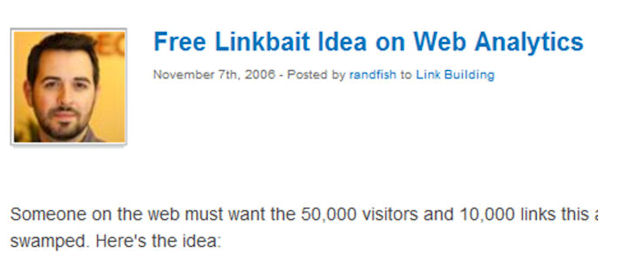 Free Linkbait Idea on Web Analytics
November 7th, 2006 - Posted by randfish to Link Building
Someone on the web must want the 50,000 visitors and 10,000 links this
swamped. Here's the idea: